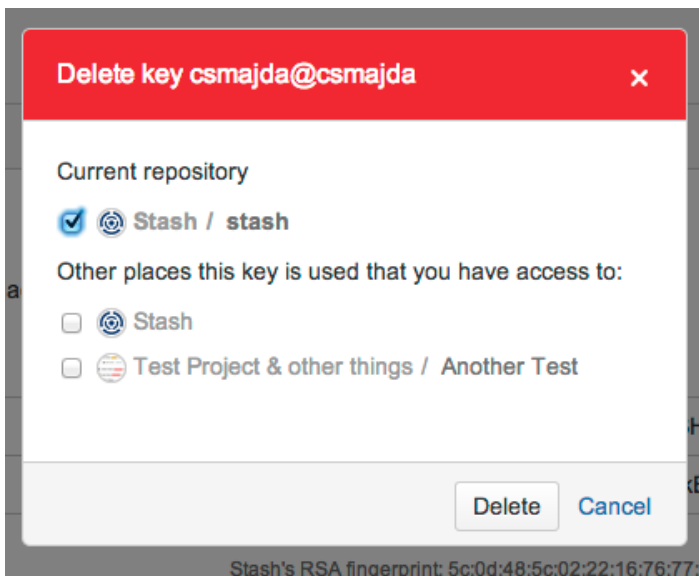 Delete key csmajda@csmajda ×
Current repository
Stash / stash
Other places this key is used that you have access to:
Stash
Test Project & other things / Another Test
Delete Cancel
Stash's RSA fingerprint: 5c:0d:48:5c:02:22:16:76:77: